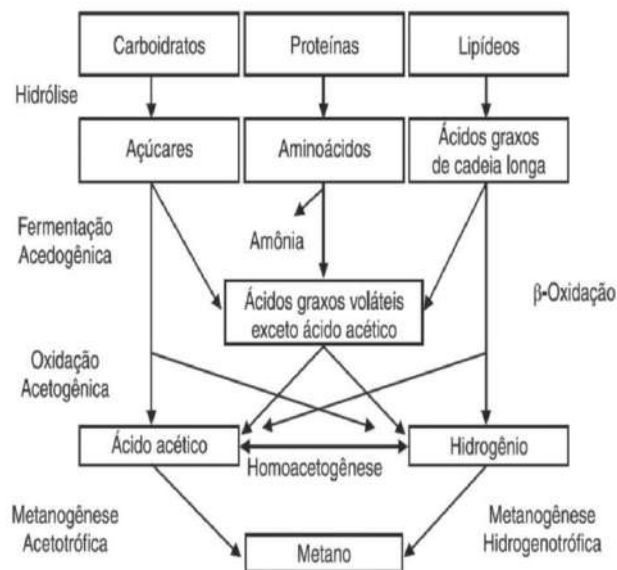 Carboidratos
Proteínas
Lipídeos
Hidrólise
Açúcares
Aminoácidos
Ácidos graxos
de cadeia longa
Fermentação
Acedogênica
Amônia
Ácidos graxos voláteis
exceto ácido acético
β-Oxidação
Oxidação
Acetogênica
Ácido acético
Homoacetogênese
Hidrogênio
Metanogênese
Acetotrófica
Metano
Metanogênese
Hidrogenotrófica